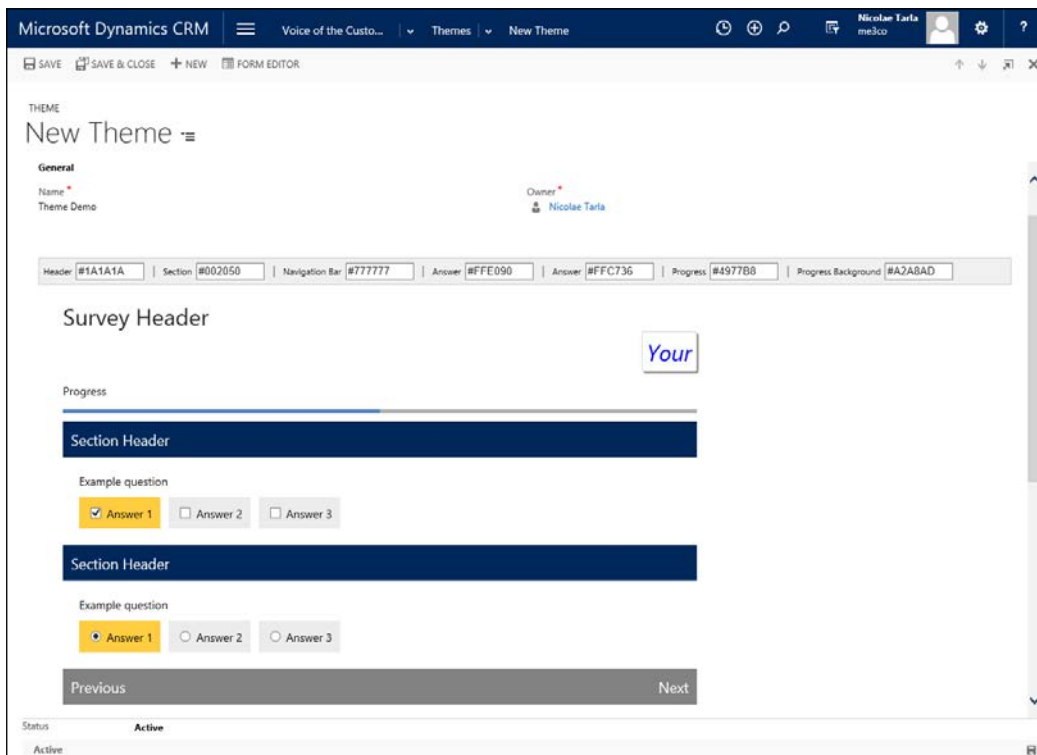 Microsoft Dynamics CRM Voice of the Custo... Themes New Theme Nicolae Tarla
me3co ?
SAVE SAVE & CLOSE + NEW FORM EDITOR
THEME
New Theme
General
Name * Owner *
Theme Demo Nicolae Tarla
Header #1A1A1A | Section #002050 | Navigation Bar #777777 | Answer #FFE090 | Answer #FFC736 | Progress #4977B8 | Progress Background #A2A8AD
Survey Header
Your
Progress
Section Header
Example question
Answer 1 Answer 2 Answer 3
Section Header
Example question
Answer 1 Answer 2 Answer 3
Previous Next
Status Active
Active